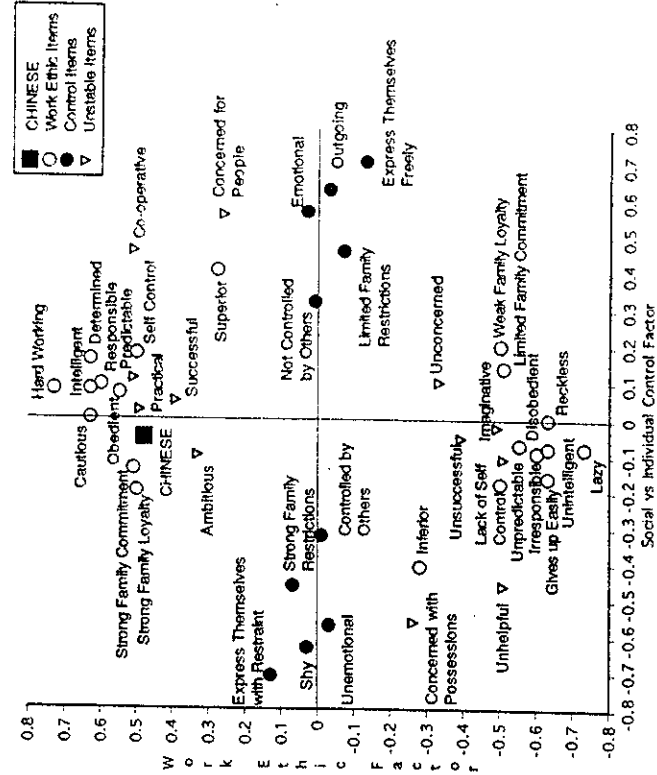 CHINESE
Work Ethic Items
Control Items
Unstable Items
Hard Working
Cautious
Intelligent
Determined
Responsible
Obedient
Predictable
Self Control
Practical
Co-operative
Strong Family Commitment
Strong Family Loyalty
CHINESE
Successful
Superior
Concerned for
People
Ambitious
Express Themselves
with Restraint
Strong Family
Restrictions
Shy
Unemotional
Controlled by
Others
Not Controlled
by Others
Emotional
Outgoing
Limited Family
Restrictions
Express Themselves
Freely
Inferior
Concerned with
Possessions
Unconcerned
Unsuccessful
Imaginative
Weak Family Loyalty
Limited Family Commitment
Lack of Self
Control
Disobedient
Unhelpful
Unpredictable
Irresponsible
Reckless
Gives up Easily
Unintelligent
Lazy
Work Ethic Factor
0.8
0.7
0.6
0.5
0.4
0.3
0.2
0.1
0
-0.1
-0.2
-0.3
-0.4
-0.5
-0.6
-0.7
-0.8
-0.8 -0.7 -0.6 -0.5 -0.4 -0.3 -0.2 -0.1 0 0.1 0.2 0.3 0.4 0.5 0.6 0.7 0.8
Social vs Individual Control Factor